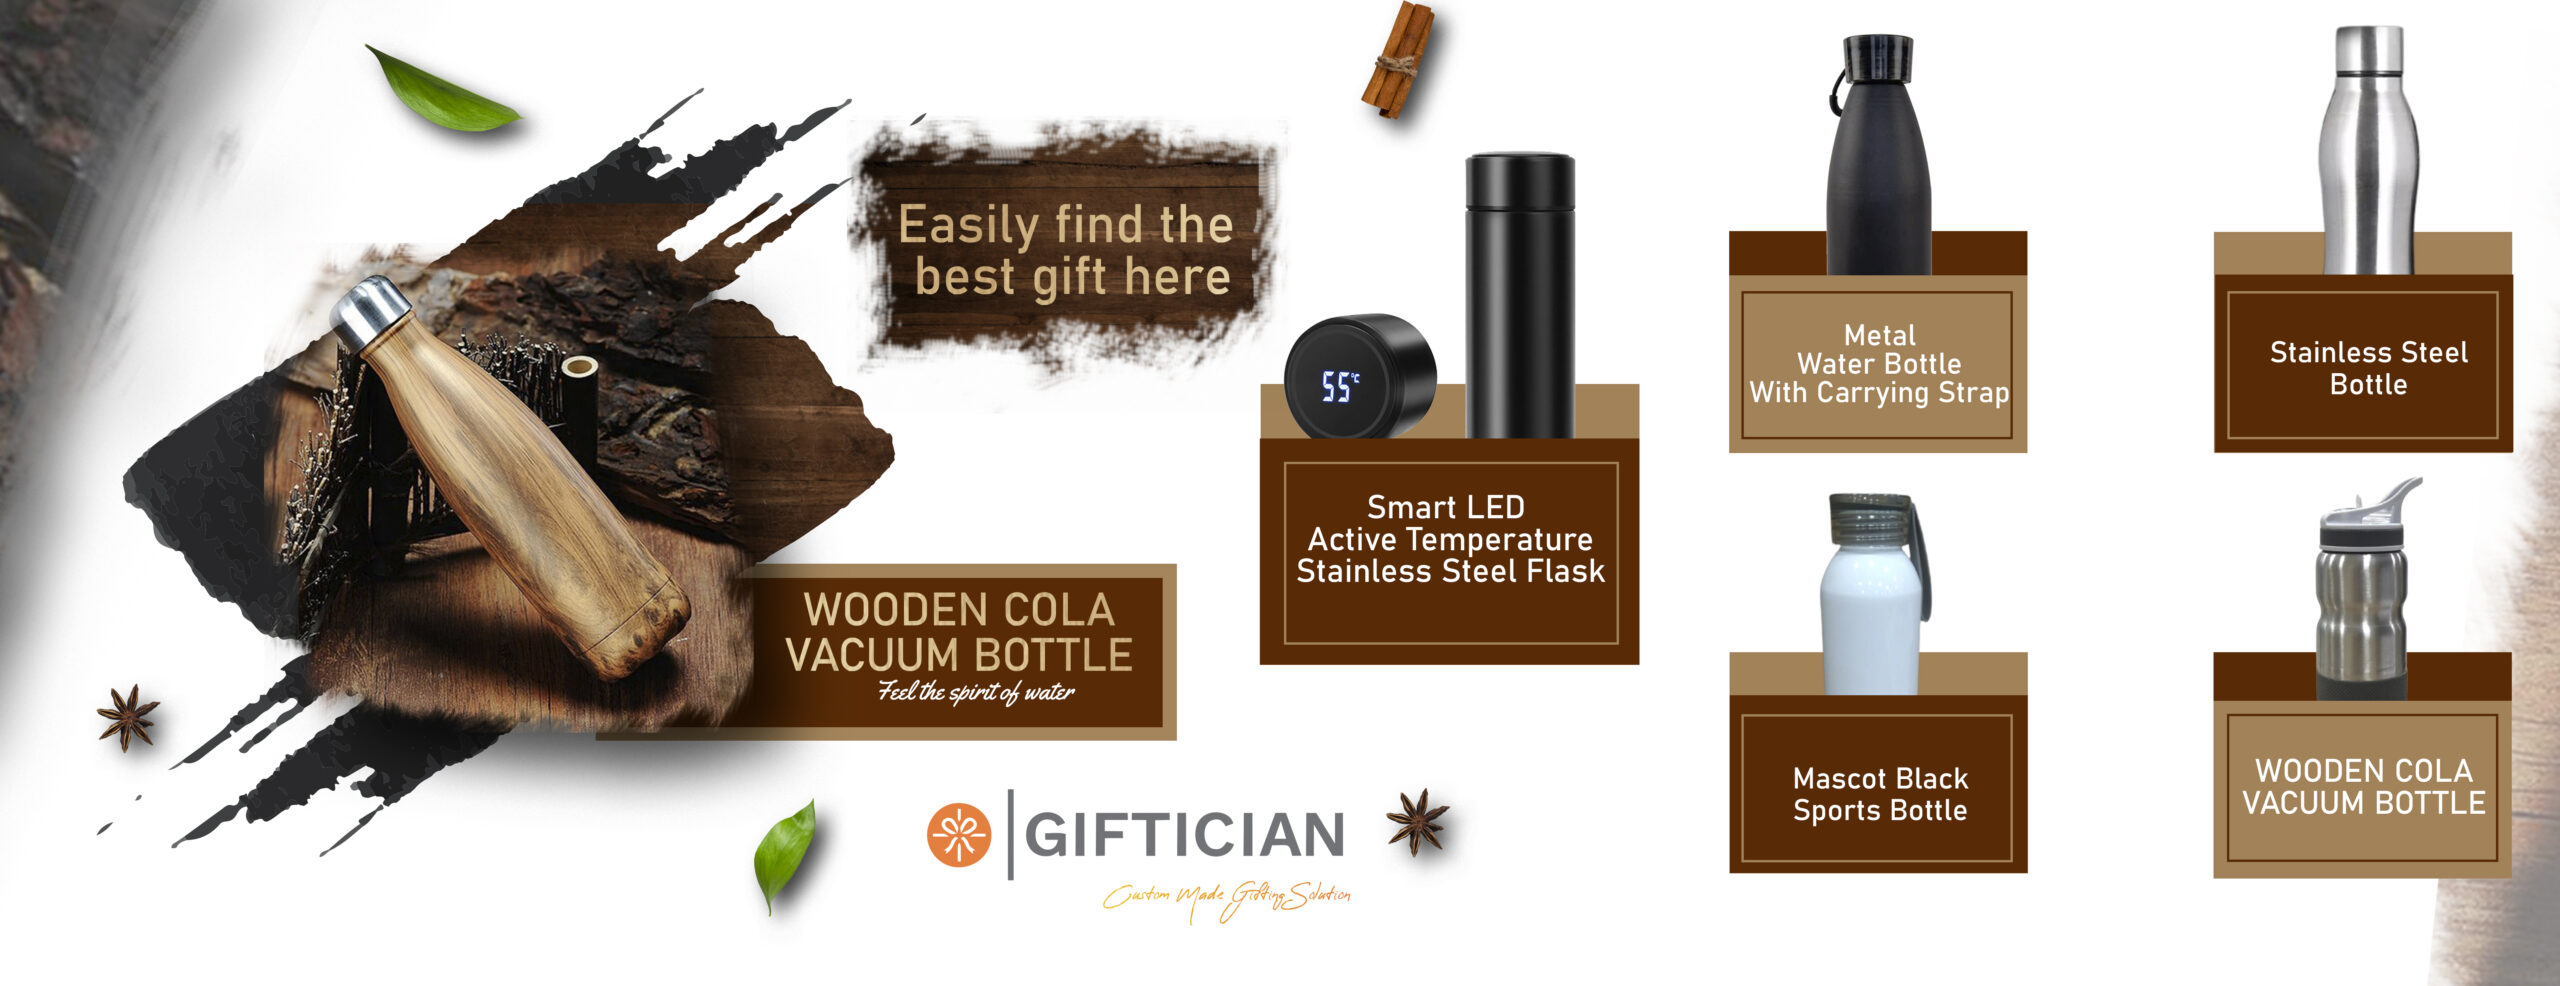 Easily find the
best gift here
WOODEN COLA
VACUUM BOTTLE
Feel the spirit of water
GIFTICIAN
Custom Made Gifting Solution
55°C
Smart LED
Active Temperature
Stainless Steel Flask
Metal
Water Bottle
With Carrying Strap
Stainless Steel
Bottle
Mascot Black
Sports Bottle
WOODEN COLA
VACUUM BOTTLE